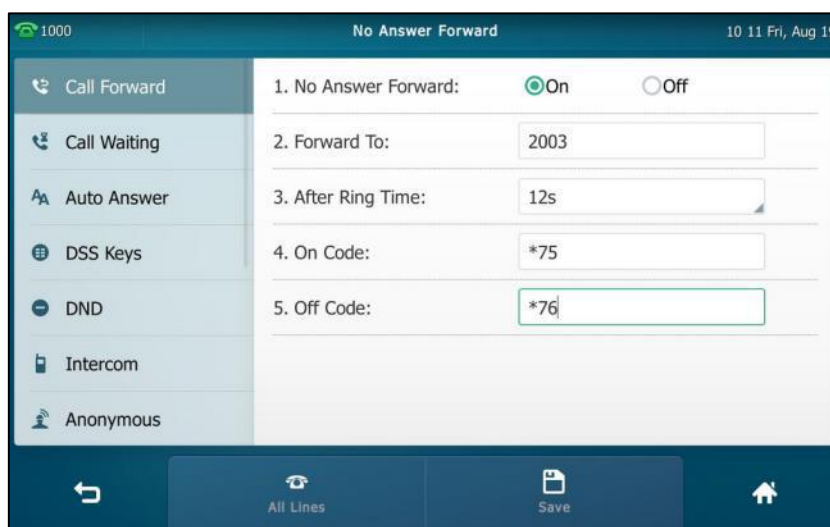 1000 No Answer Forward 10 11 Fri, Aug 19
Call Forward
Call Waiting
Auto Answer
DSS Keys
DND
Intercom
Anonymous
1. No Answer Forward: On Off
2. Forward To: 2003
3. After Ring Time: 12s
4. On Code: *75
5. Off Code: *76
All Lines Save